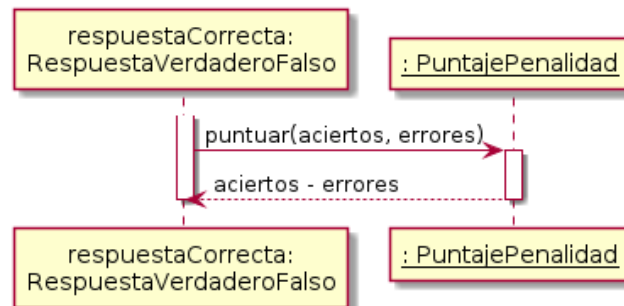 respuestaCorrecta:
RespuestaVerdaderoFalso
: PuntajePenalidad
puntuar(aciertos, errores)
aciertos - errores
respuestaCorrecta:
RespuestaVerdaderoFalso
: PuntajePenalidad